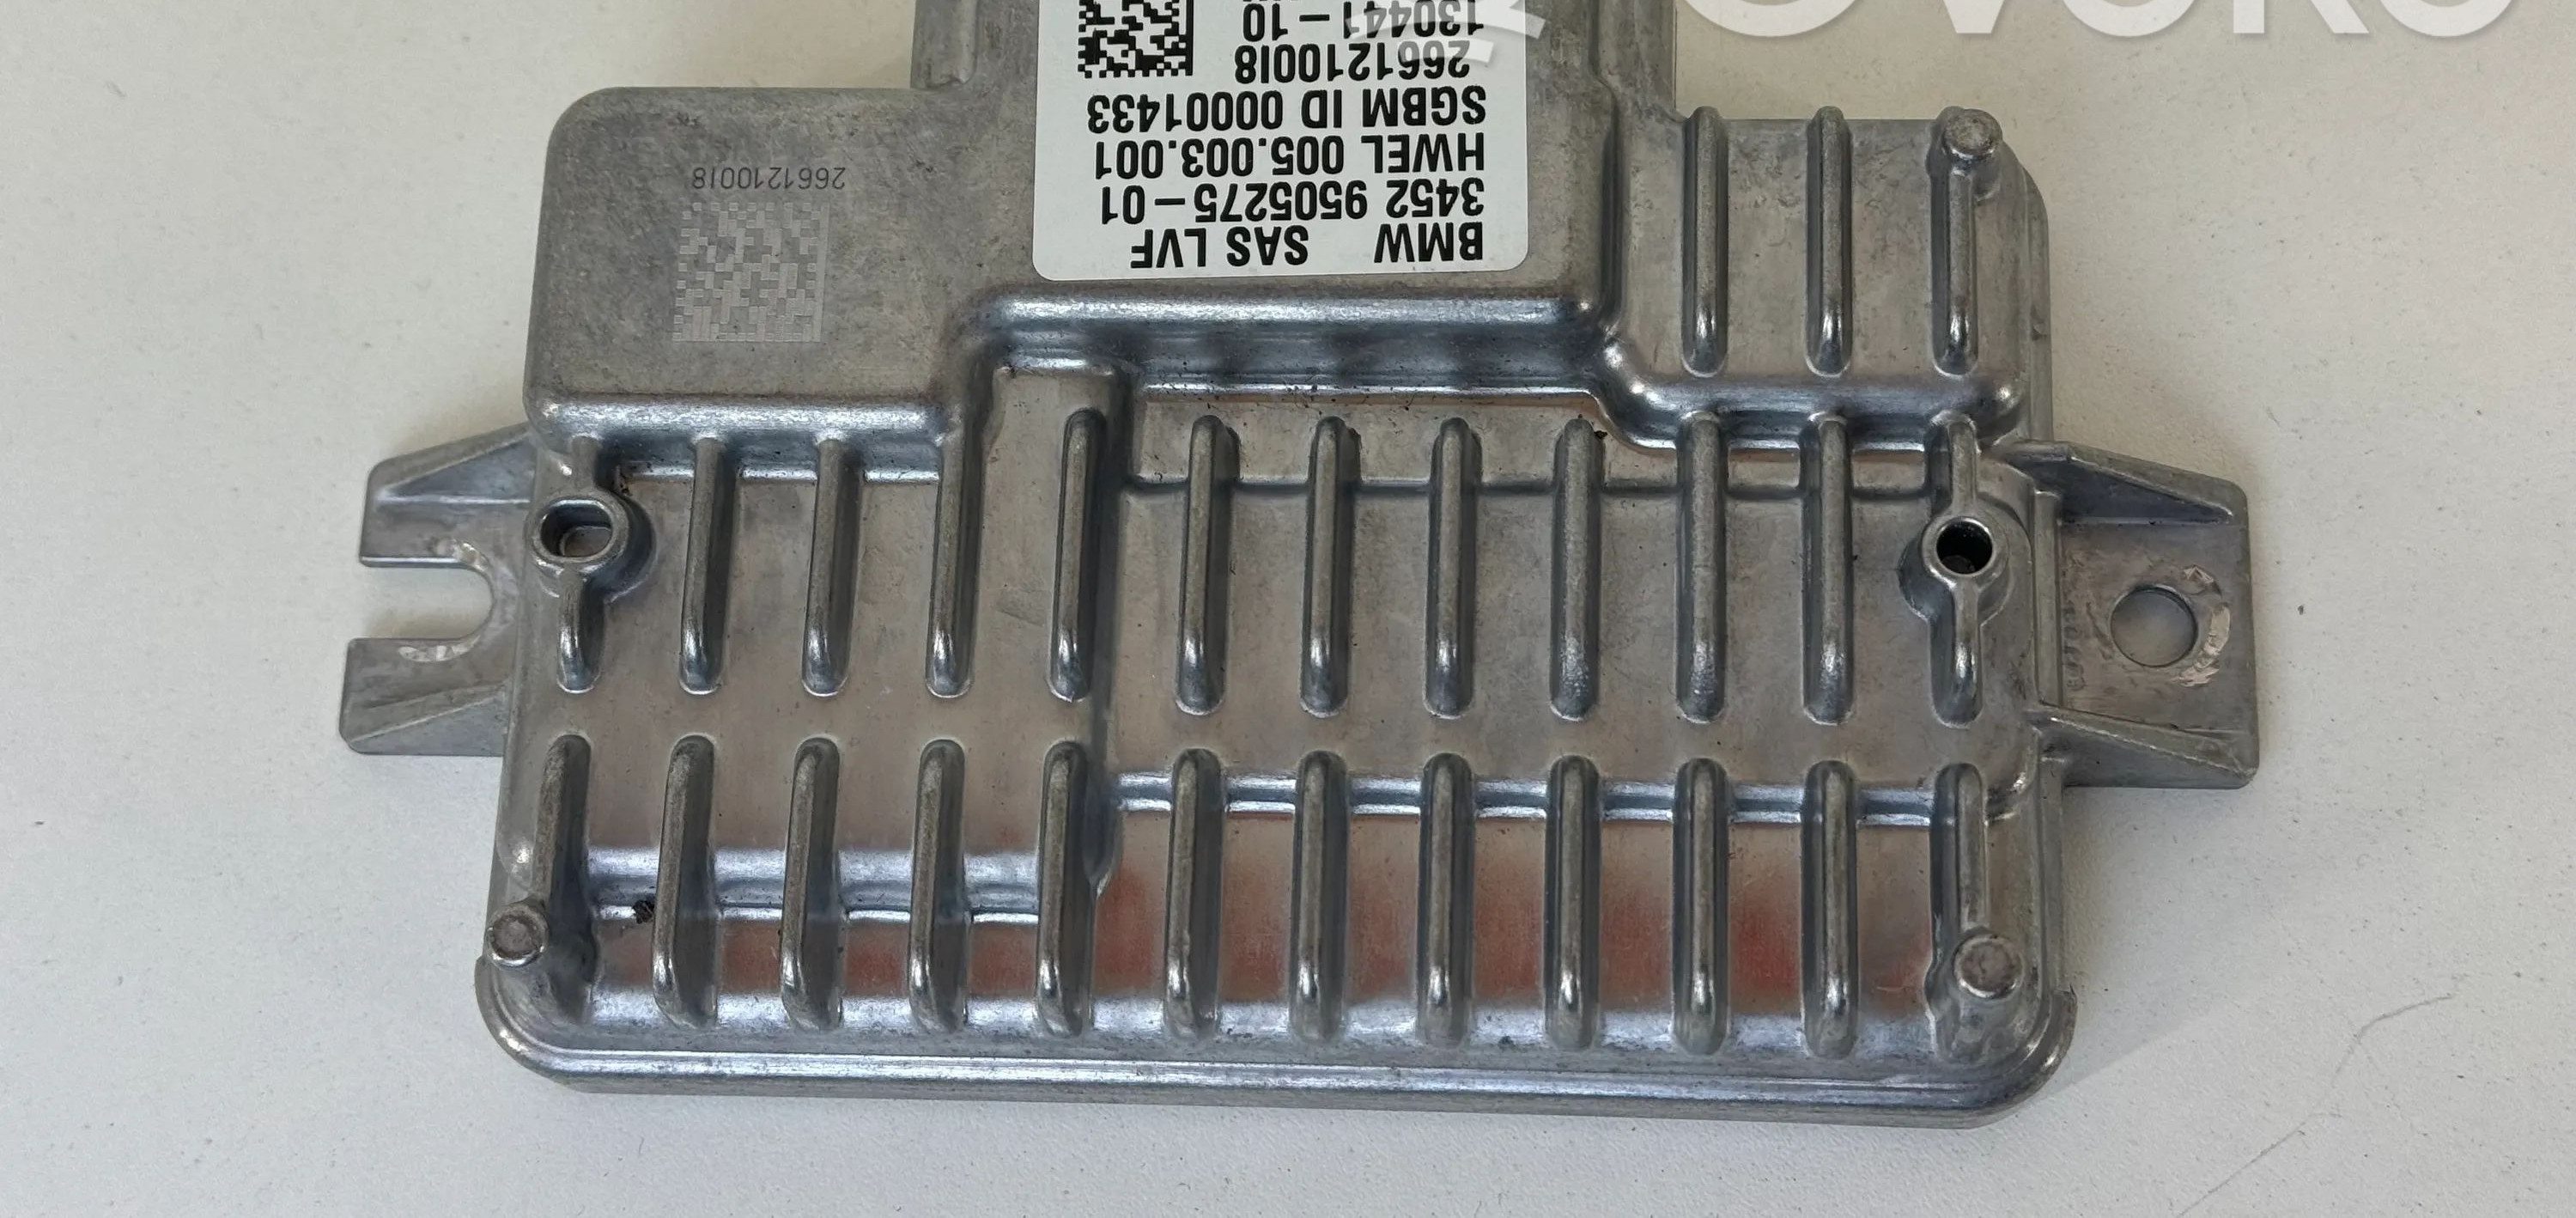 BMW SAS LVF
3452 9505275-01
HWEL 005.003.001
SGBM ID 00001433
2661210018
130441-10
2661210018